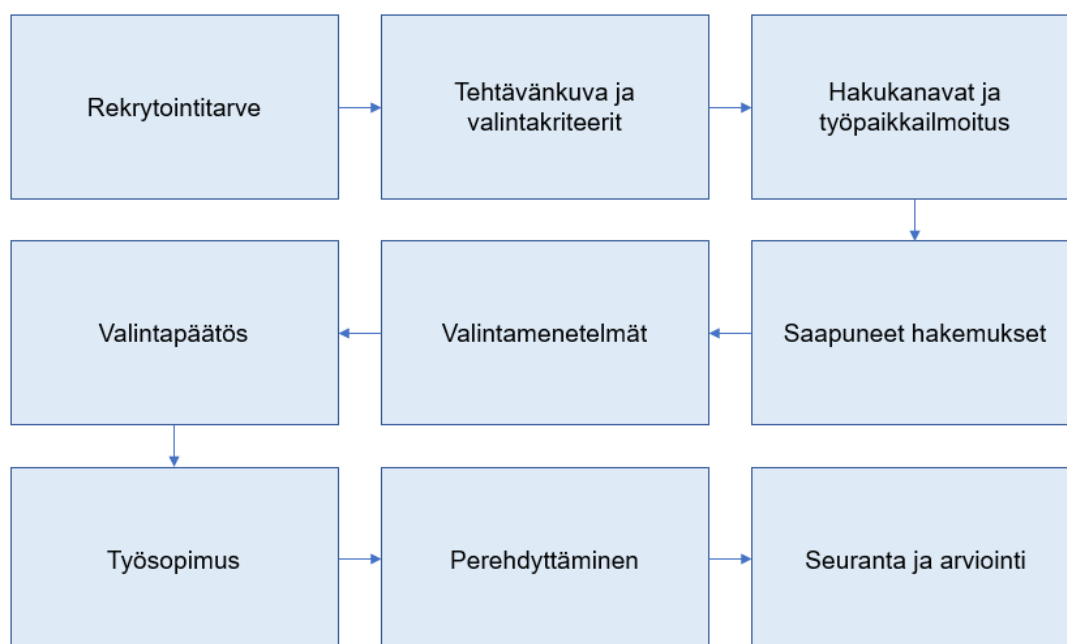 Rekrytointitarve
Tehtävänkuva ja
valintakriteerit
Hakukanavat ja
työpaikkailmoitus
Saapuneet hakemukset
Valintamenetelmät
Valintapäätös
Työsopimus
Perehdyttäminen
Seuranta ja arviointi